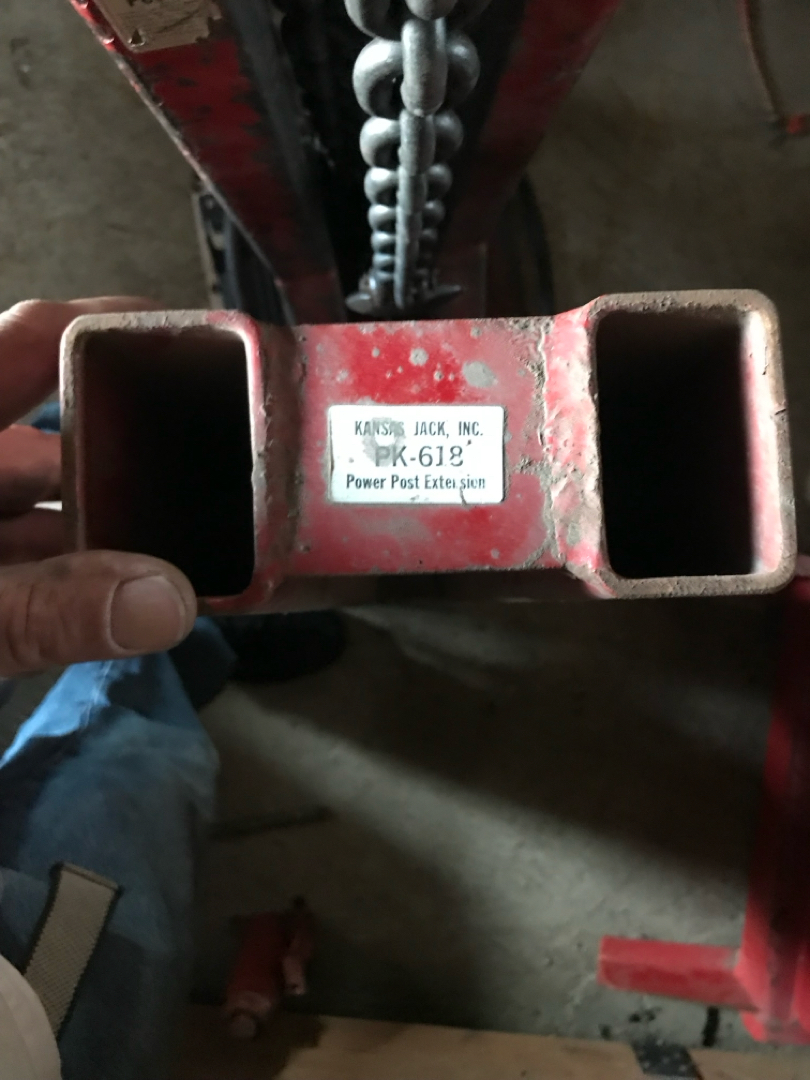 KANSAS JACK, INC.
PK-618
Power Post Extension